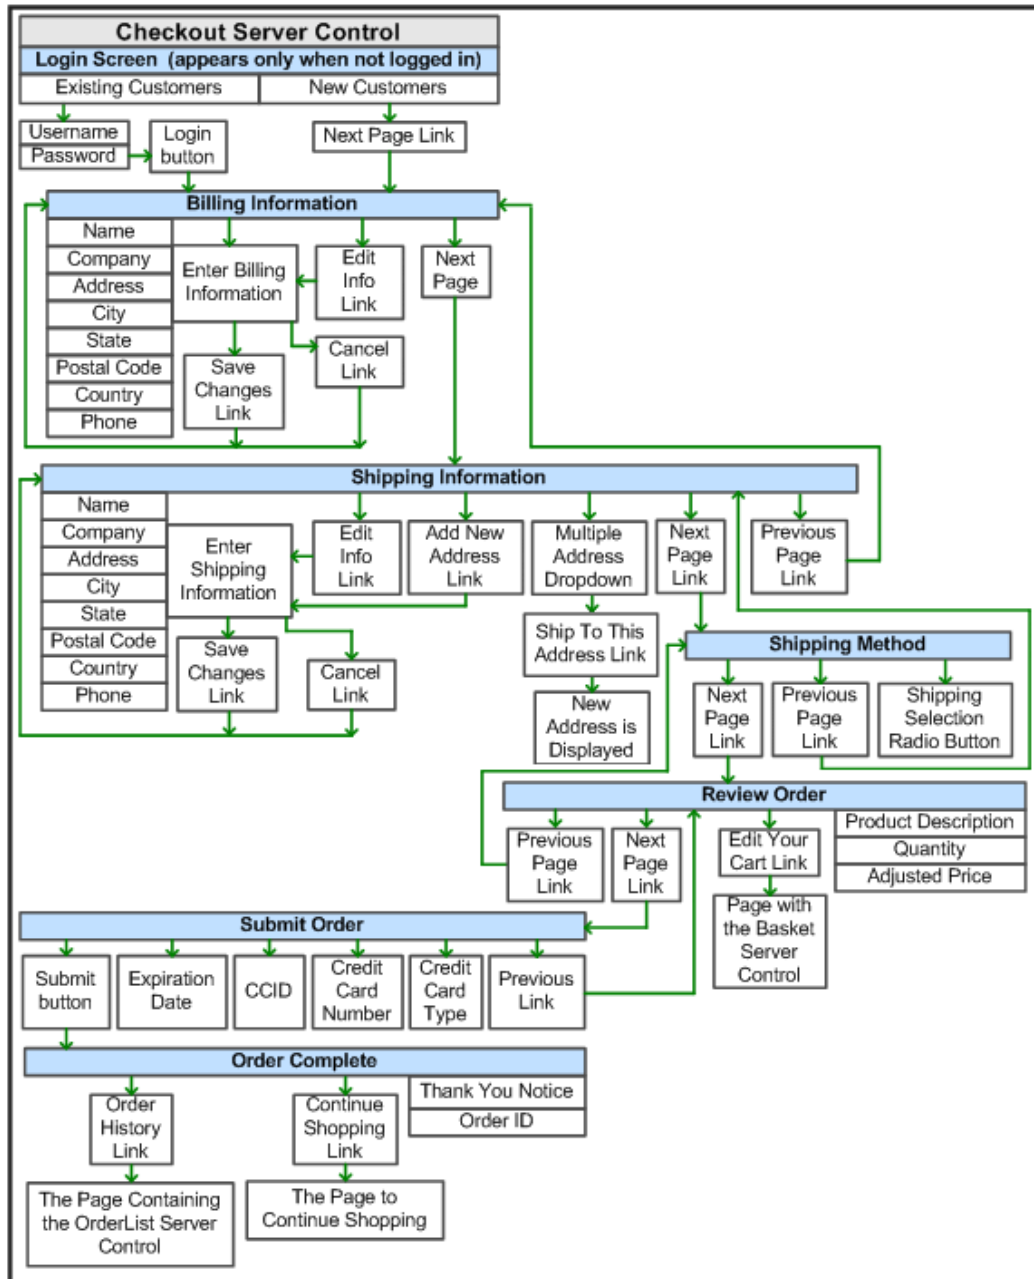 Checkout Server Control
Login Screen (appears only when not logged in)
Existing Customers
New Customers
Username
Password
Login
button
Next Page Link
Billing Information
Name
Company
Address
City
State
Postal Code
Country
Phone
Enter Billing
Information
Edit
Info
Link
Next
Page
Save
Changes
Link
Cancel
Link
Shipping Information
Name
Company
Address
City
State
Postal Code
Country
Phone
Enter
Shipping
Information
Edit
Info
Link
Add New
Address
Link
Multiple
Address
Dropdown
Next
Page
Link
Previous
Page
Link
Save
Changes
Link
Cancel
Link
Ship To This
Address Link
New
Address is
Displayed
Shipping Method
Next
Page
Link
Previous
Page
Link
Shipping
Selection
Radio Button
Review Order
Previous
Page
Link
Next
Page
Link
Edit Your
Cart Link
Product Description
Quantity
Adjusted Price
Page with
the Basket
Server
Control
Submit Order
Submit
button
Expiration
Date
CCID
Credit
Card
Number
Credit
Card
Type
Previous
Link
Order Complete
Order
History
Link
Continue
Shopping
Link
Thank You Notice
Order ID
The Page Containing
the OrderList Server
Control
The Page to
Continue Shopping